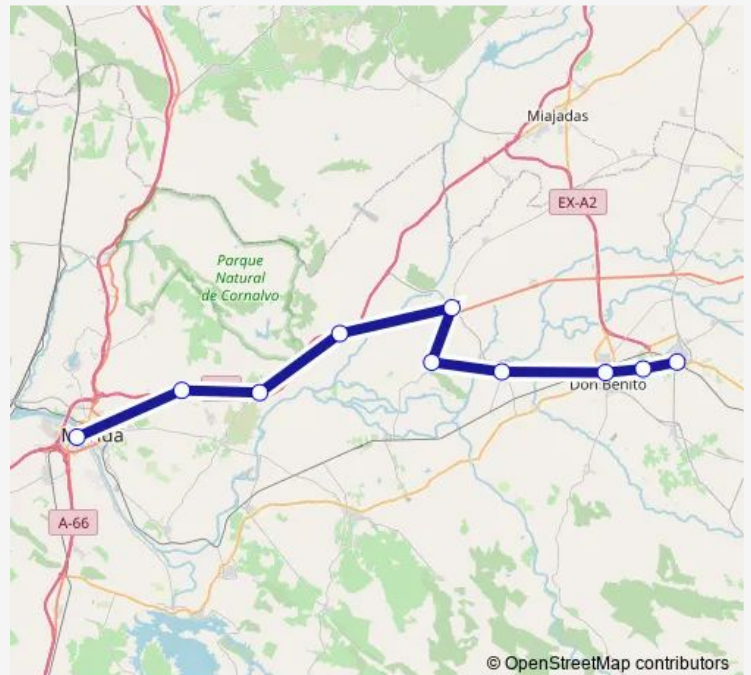 Miajadas
EX-A2
Parque
Natural
de Cornalvo
Don Benito
A-66
© OpenStreetMap contributors